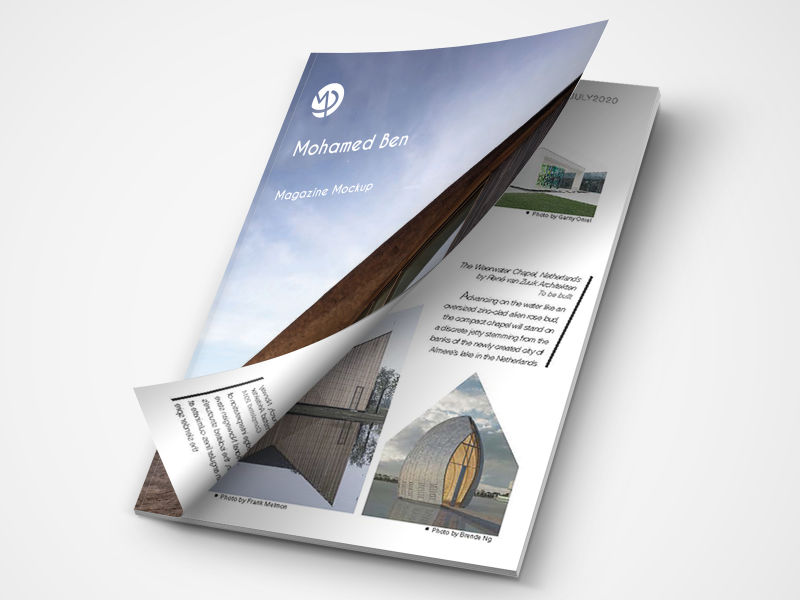 Mohamed Ben
Magazine Mockup
JULY2020
Photo by Garny Oniel
The Weerwater Chapel, Netherlands
by René van Zuuk Architekten
To be built
Advancing on the water like an
oversized zinc-clad alien rose bud,
the compact chapel will stand on
a discreet jetty stemming from the
banks of the newly created city of
Almere's lake in the Netherlands
Photo by Frank Melmon
Photo by Brende Ng